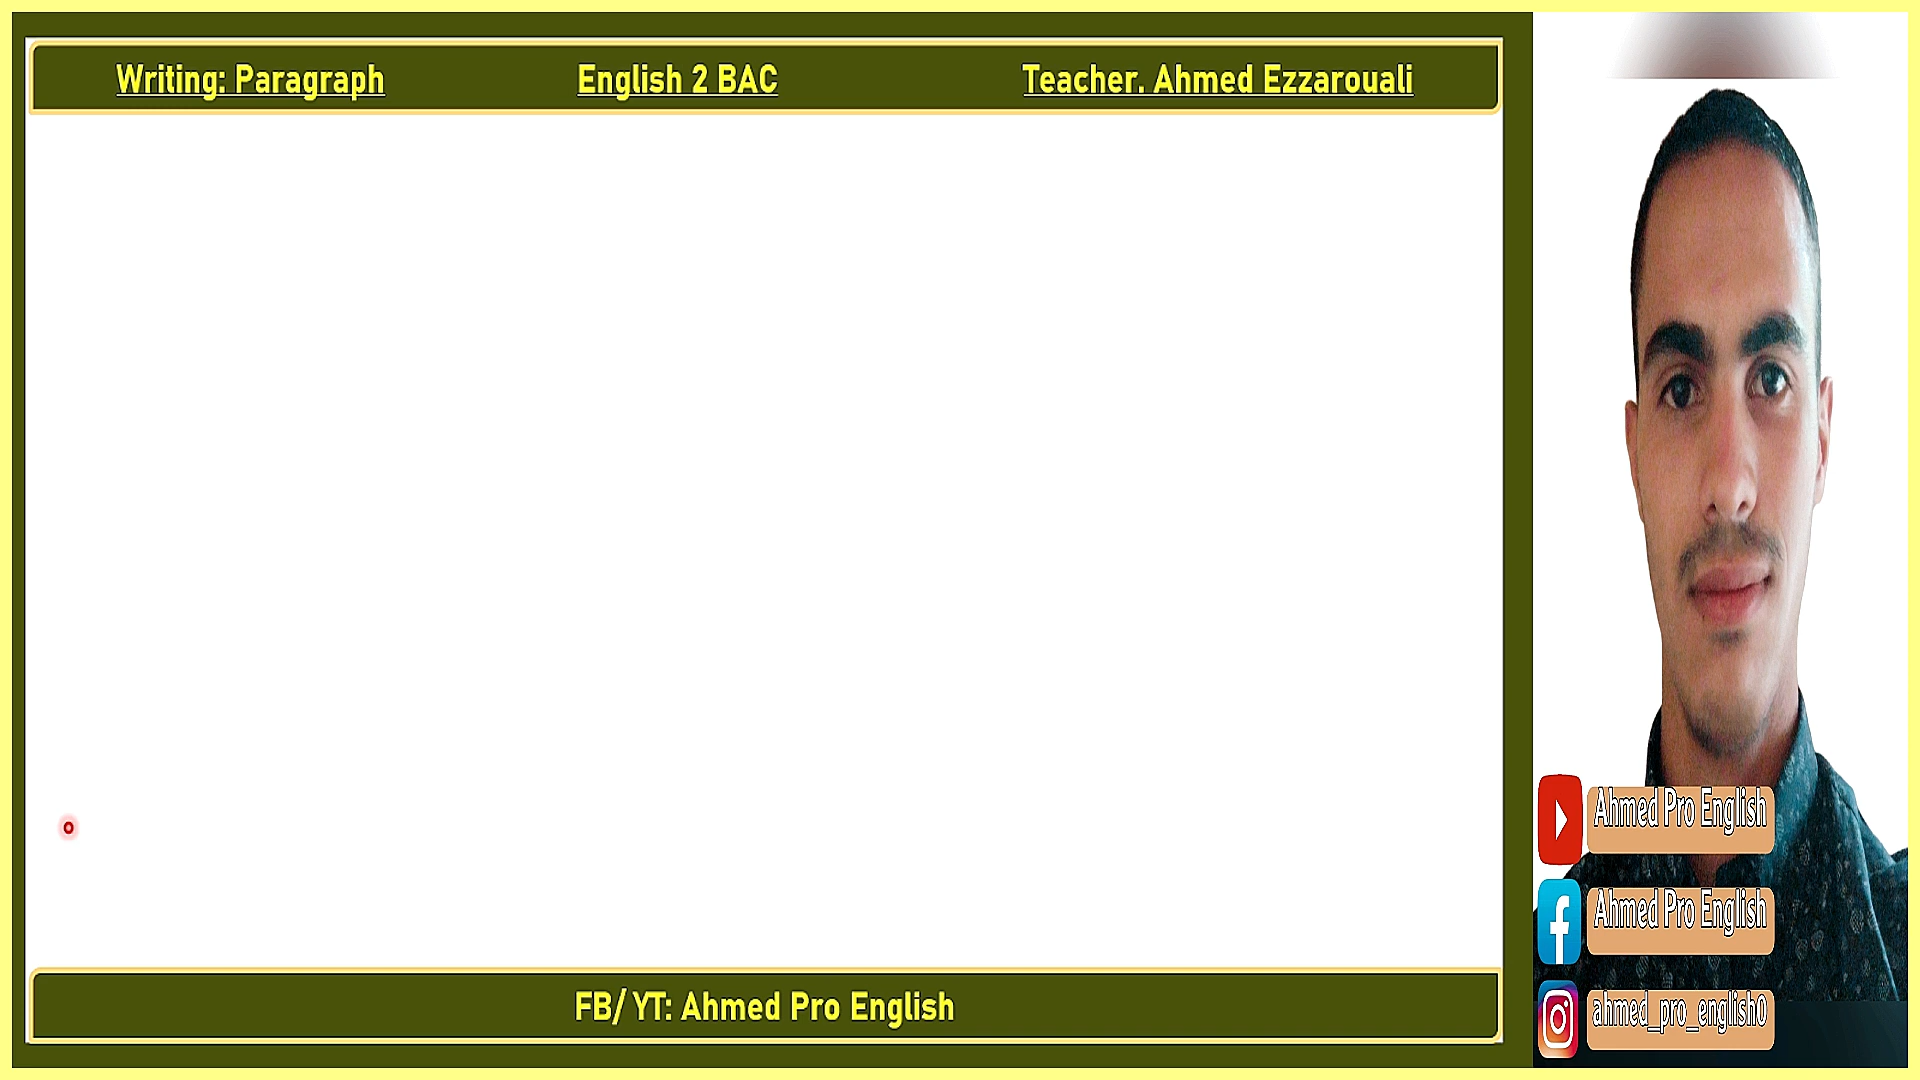 Writing: Paragraph English 2 BAC Teacher. Ahmed Ezzarouali
Ahmed Pro English
Ahmed Pro English
ahmed_pro_english0
FB/ YT: Ahmed Pro English